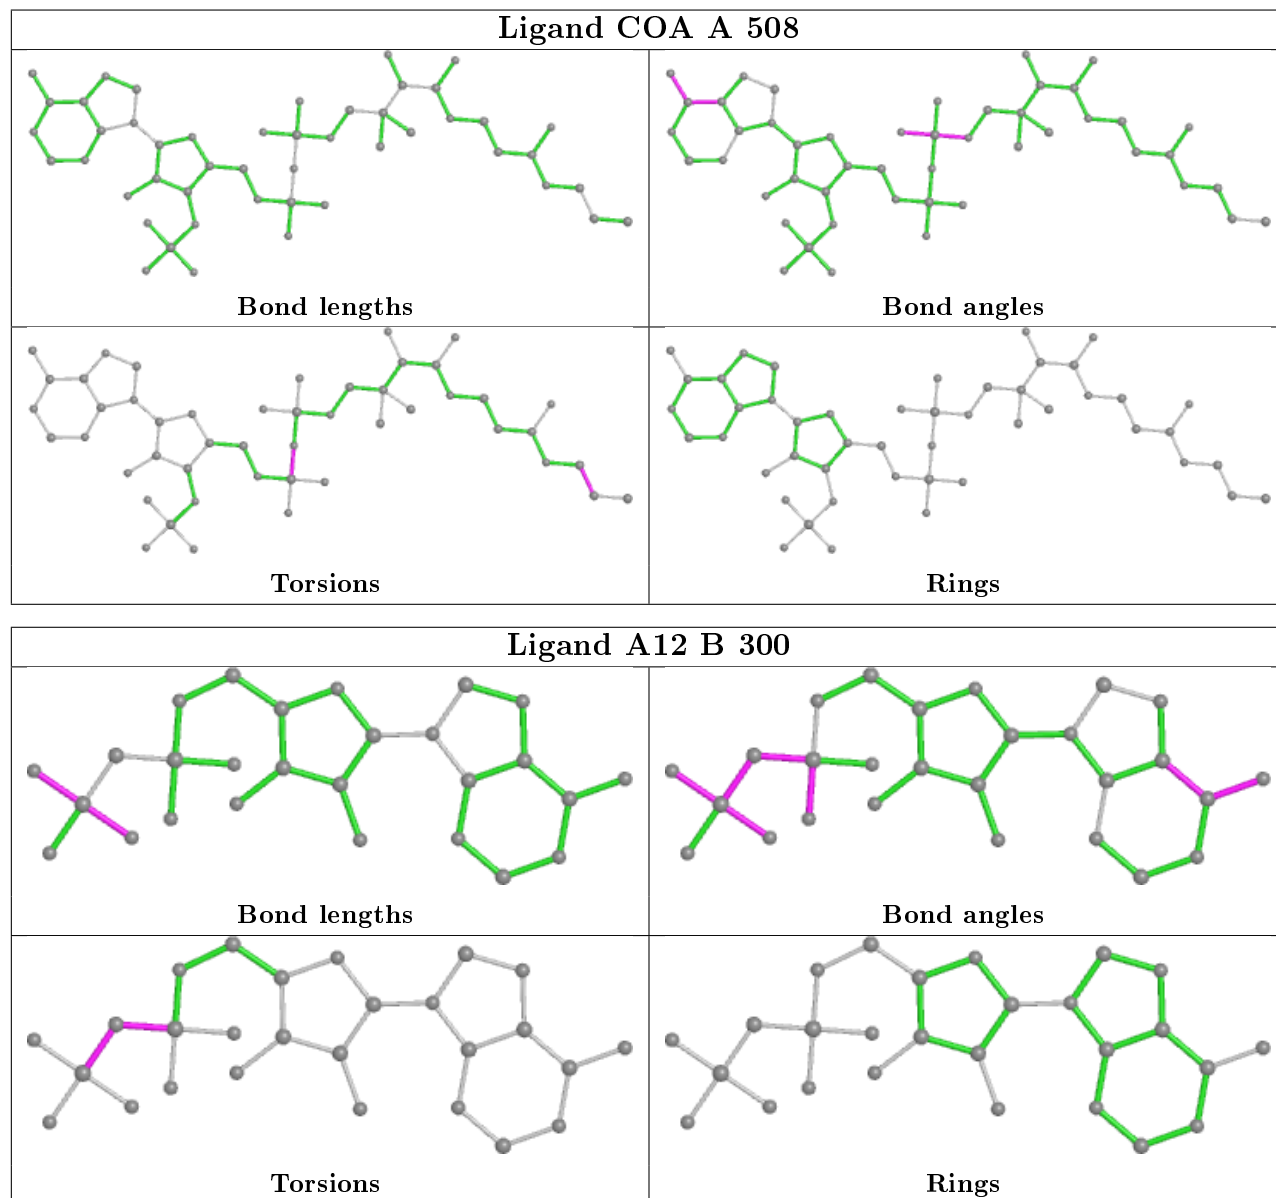 Ligand COA A 508
Bond lengths
Bond angles
Torsions
Rings
Ligand A12 B 300
Bond lengths
Bond angles
Torsions
Rings